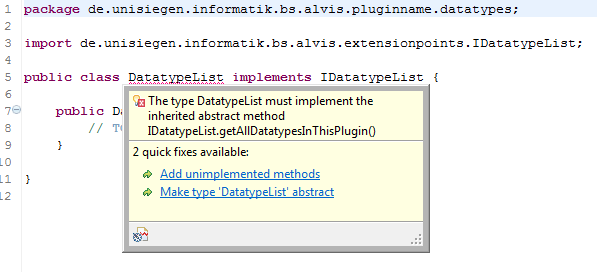 1 package de.unisiegen.informatik.bs.alvis.pluginname.datatypes;
2
3 import de.unisiegen.informatik.bs.alvis.extensionpoints.IDatatypeList;
4
5 public class DatatypeList implements IDatatypeList {
6
7 public Da
8 // TO
9 }
10
11 }
12
The type DatatypeList must implement the
inherited abstract method
IDatatypeList.getAllDatatypesInThisPlugin()
2 quick fixes available:
Add unimplemented methods
Make type 'DatatypeList' abstract